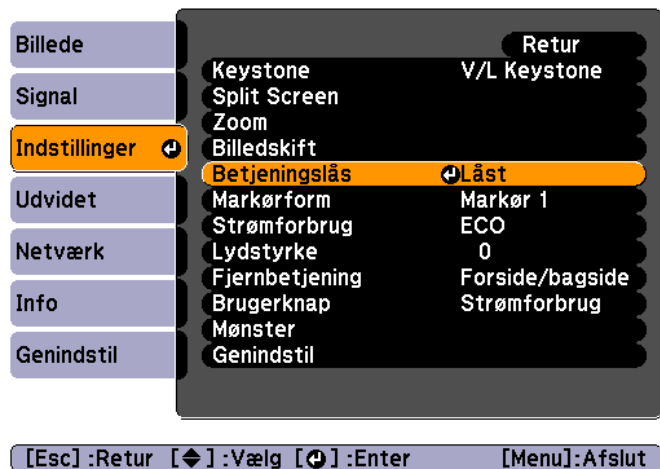 Billede
Signal
Indstillinger
Udvidet
Netværk
Info
Genindstil
Retur
Keystone V/L Keystone
Split Screen
Zoom
Billedskift
Betjeningslås Låst
Markørform Markør 1
Strømforbrug ECO
Lydstyrke 0
Fjernbetjening Forside/bagside
Brugerknap Strømforbrug
Mønster
Genindstil
[Esc] :Retur [◆] :Vælg [↵] :Enter [Menu]:Afslut